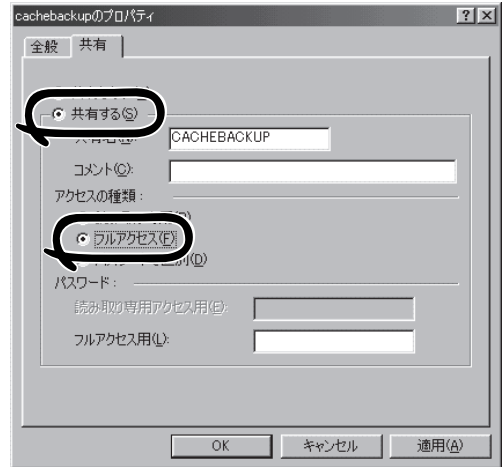 cachebackupのプロパティ
全般 共有
共有する(S)
CACHEBACKUP
コメント(C):
アクセスの種類:
フルアクセス(F)
(D)
パスワード:
読み取り専用アクセス用(E):
フルアクセス用(L):
OK キャンセル 適用(A)